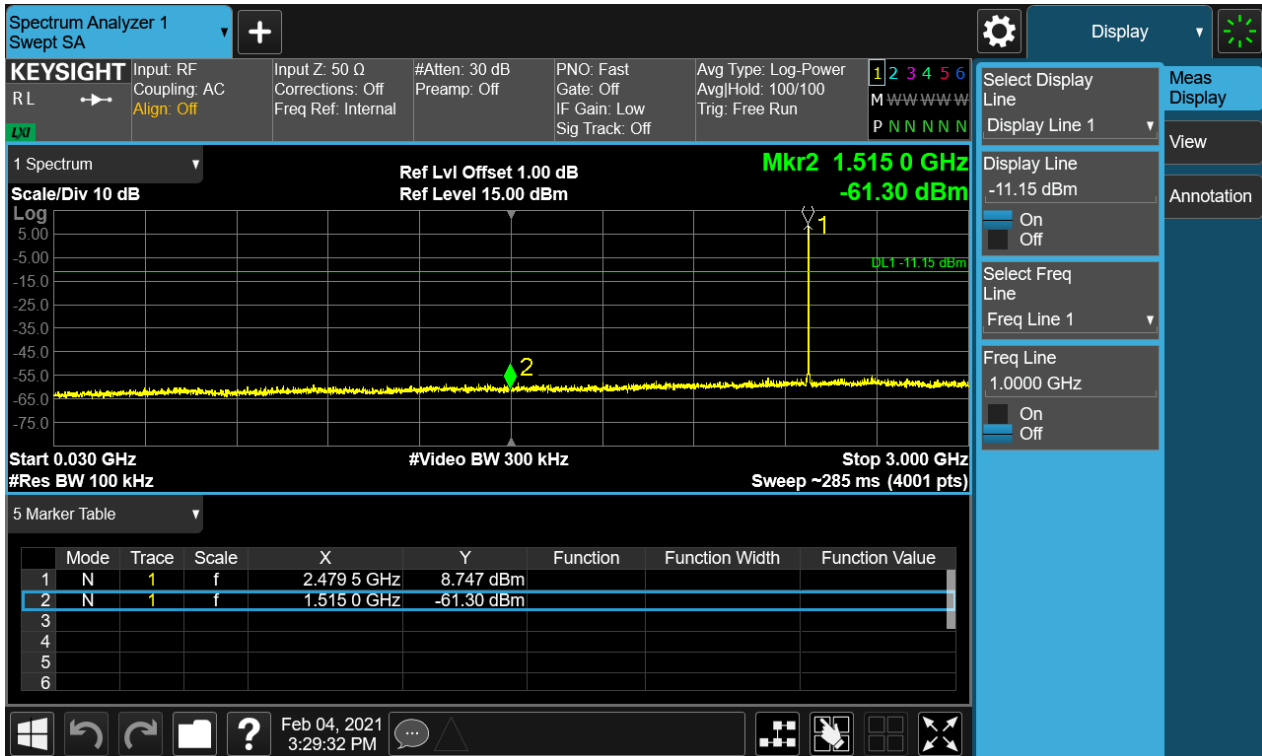 Spectrum Analyzer 1
Swept SA
+
Display
KEYSIGHT
R L
LXI
Input: RF
Coupling: AC
Align: Off
Input Z: 50 Ω
Corrections: Off
Freq Ref: Internal
#Atten: 30 dB
Preamp: Off
PNO: Fast
Gate: Off
IF Gain: Low
Sig Track: Off
Avg Type: Log-Power
Avg|Hold: 100/100
Trig: Free Run
1 2 3 4 5 6
M W W W W W
P N N N N N
1 Spectrum
Scale/Div 10 dB
Ref Lvl Offset 1.00 dB
Ref Level 15.00 dBm
Mkr2 1.515 0 GHz
-61.30 dBm
Log
5.00
-5.00
-15.0
-25.0
-35.0
-45.0
-55.0
-65.0
-75.0
1
DL1 -11.15 dBm
2
Start 0.030 GHz
#Video BW 300 kHz
Stop 3.000 GHz
#Res BW 100 kHz
Sweep ~285 ms (4001 pts)
5 Marker Table
Mode Trace Scale X Y Function Function Width Function Value
1 N 1 f 2.479 5 GHz 8.747 dBm
2 N 1 f 1.515 0 GHz -61.30 dBm
3
4
5
6
?
Feb 04, 2021
3:29:32 PM
Select Display
Line
Display Line 1
Display Line
-11.15 dBm
On
Off
Select Freq
Line
Freq Line 1
Freq Line
1.0000 GHz
On
Off
Meas
Display
View
Annotation